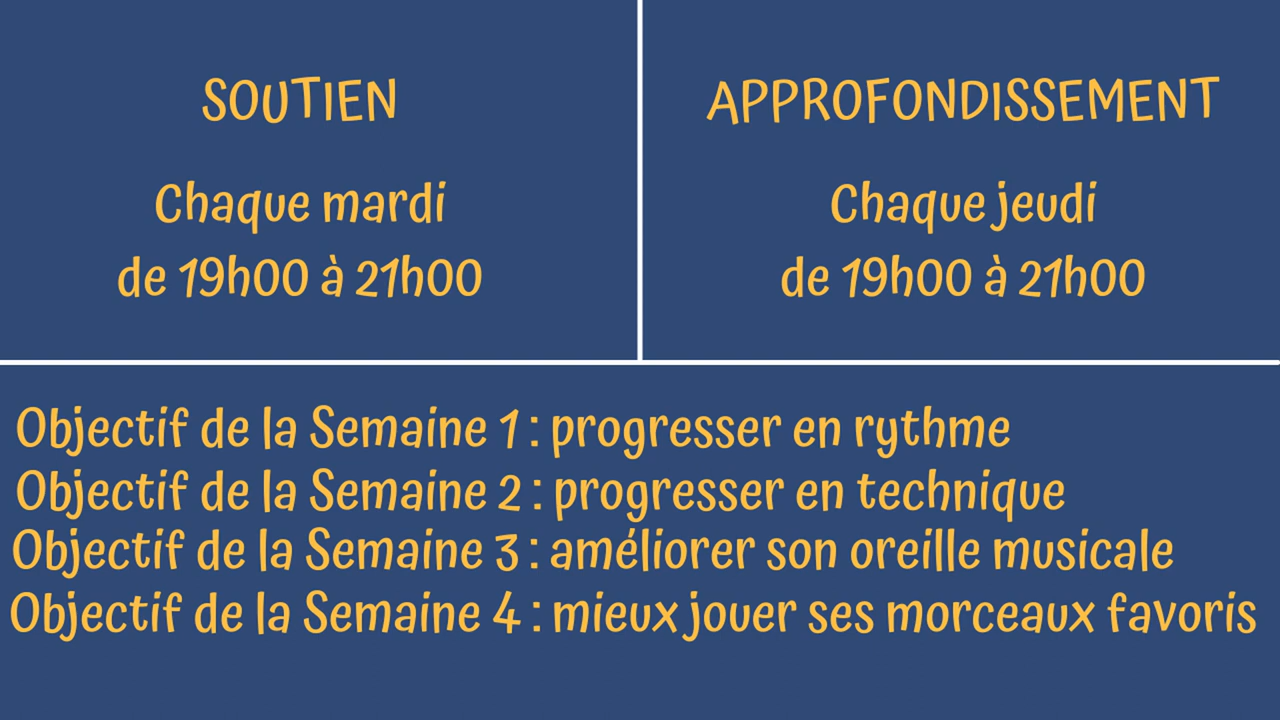 SOUTIEN
Chaque mardi
de 19h00 à 21h00
APPROFONDISSEMENT
Chaque jeudi
de 19h00 à 21h00
Objectif de la Semaine 1 : progresser en rythme
Objectif de la Semaine 2 : progresser en technique
Objectif de la Semaine 3 : améliorer son oreille musicale
Objectif de la Semaine 4 : mieux jouer ses morceaux favoris